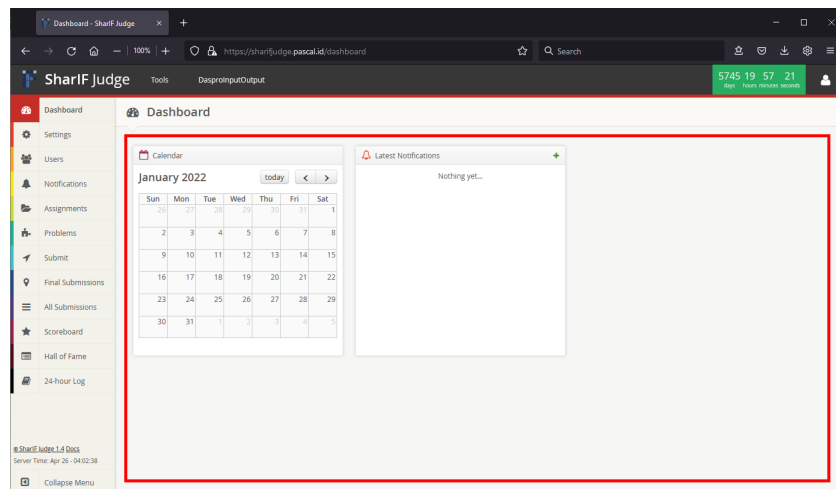 Dashboard - SharIF Judge
100%
https://sharifjudge.pascal.id/dashboard
Search
SharIF Judge
Tools
DasproInputOutput
5745 19 57 21
days hours minutes seconds
Dashboard
Settings
Users
Notifications
Assignments
Problems
Submit
Final Submissions
All Submissions
Scoreboard
Hall of Fame
24-hour Log
© SharIF Judge 1.4 Docs
Server Time: Apr 26 - 04:02:38
Collapse Menu
Dashboard
Calendar
January 2022
today
Sun Mon Tue Wed Thu Fri Sat
26 27 28 29 30 31 1
2 3 4 5 6 7 8
9 10 11 12 13 14 15
16 17 18 19 20 21 22
23 24 25 26 27 28 29
30 31 1 2 3 4 5
Latest Notifications
Nothing yet...